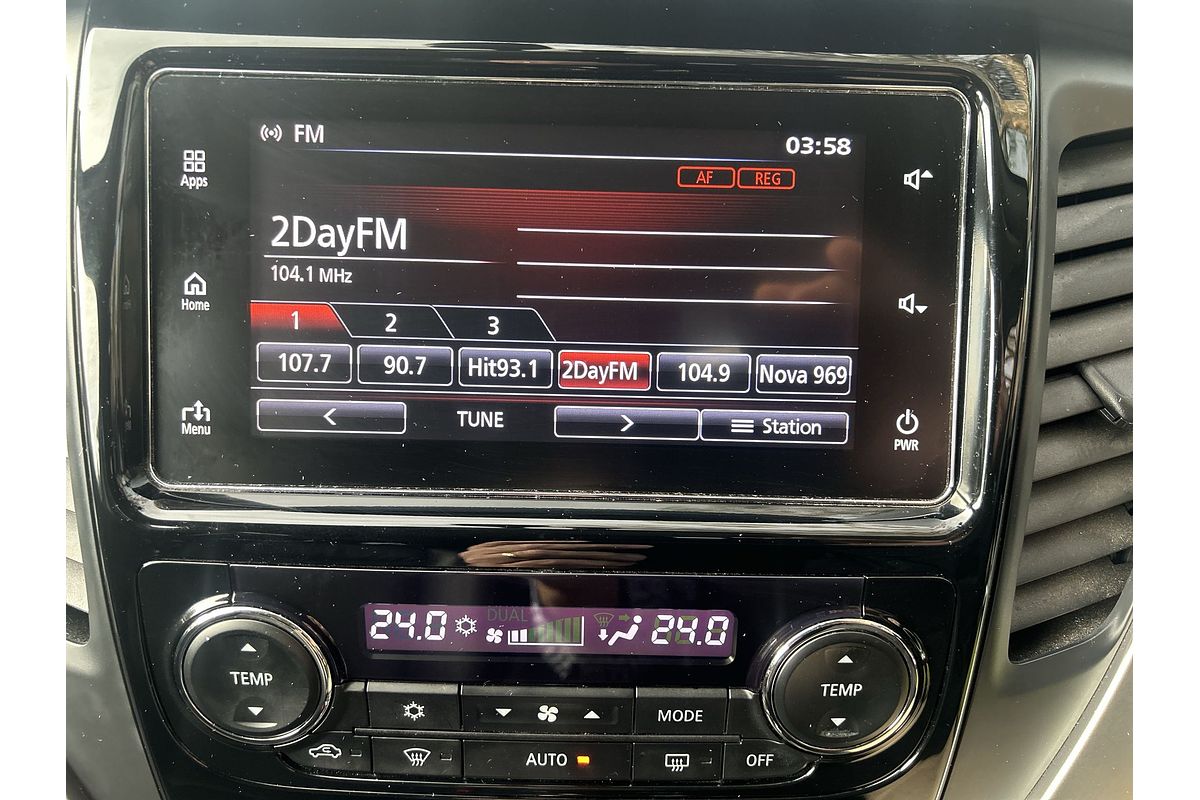 FM
03:58
Apps
AF REG
2DayFM
104.1 MHz
Home
1 2 3
107.7 90.7 Hit93.1 2DayFM 104.9 Nova 969
Menu
< TUNE > Station
PWR
24.0 DUAL 24.0
TEMP
TEMP
MODE
AUTO
OFF